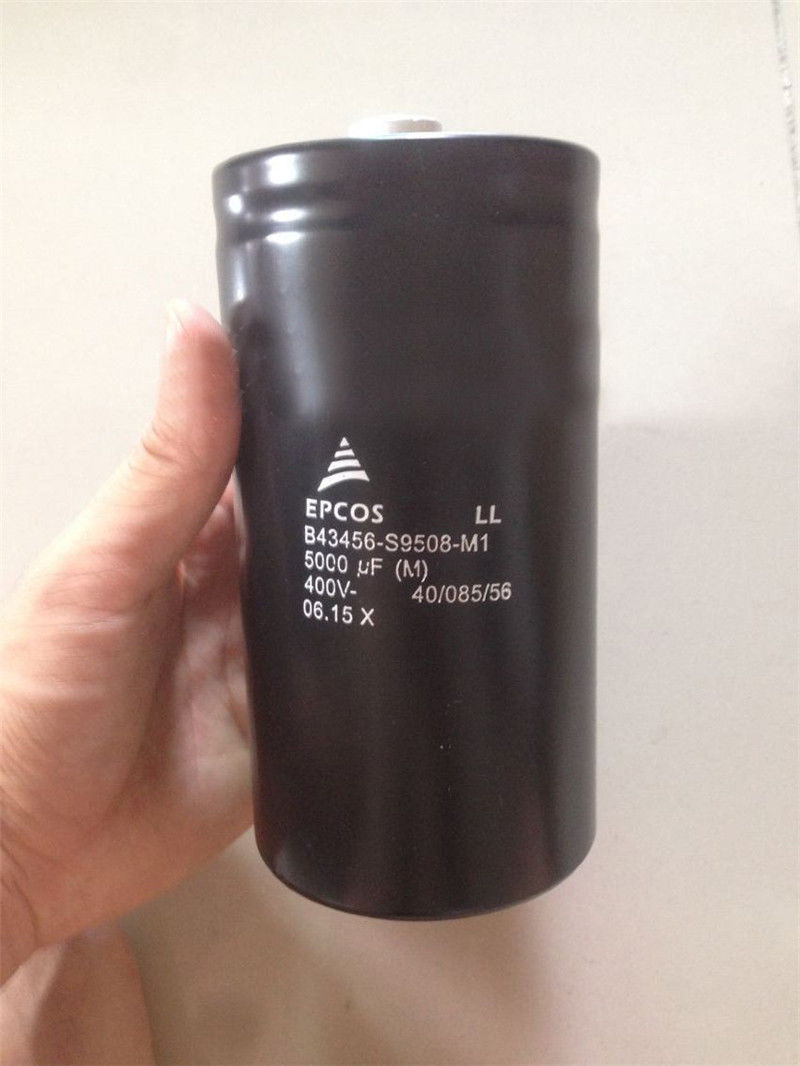 EPCOS LL
B43456-S9508-M1
5000 µF (M)
400V- 40/085/56
06.15 X